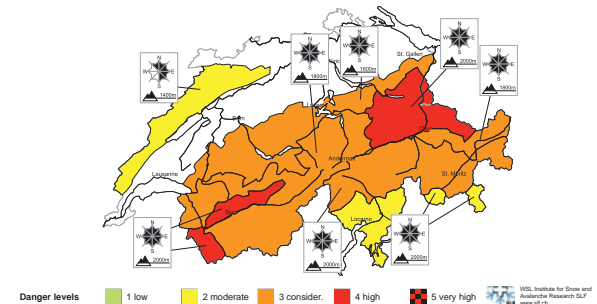 St. Gallen
2000m
1800m
1600m
1800m
1400m
Andermatt
St. Moritz
Lausanne
Locarno
2000m
2000m
2000m
Danger levels
1 low
2 moderate
3 consider.
4 high
5 very high
WSL Institute for Snow and
Avalanche Research SLF
www.slf.ch